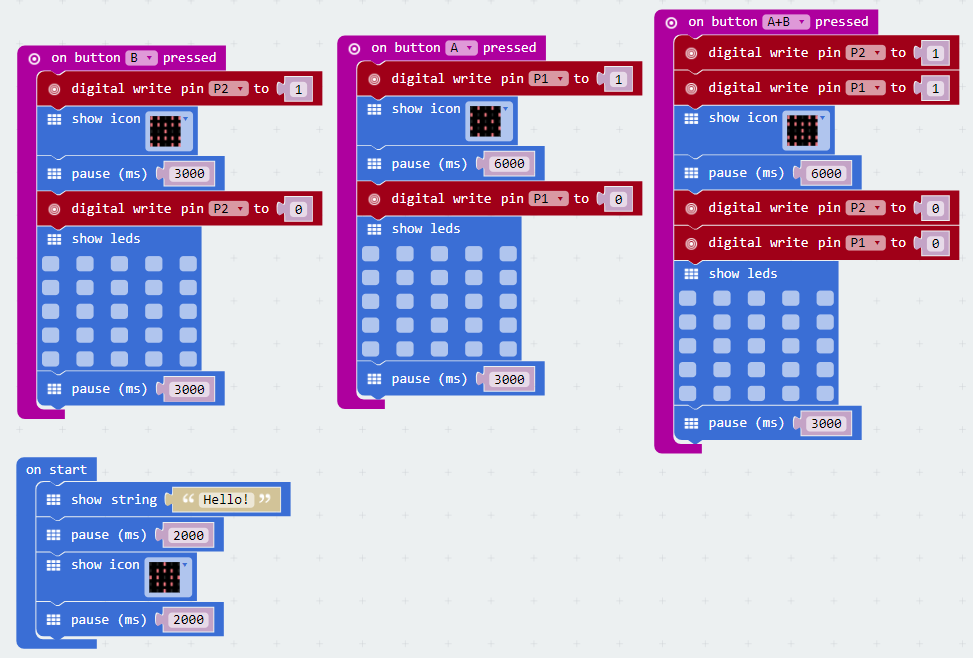 on button B pressed
digital write pin P2 to 1
show icon
pause (ms) 3000
digital write pin P2 to 0
show leds
pause (ms) 3000
on button A pressed
digital write pin P1 to 1
show icon
pause (ms) 6000
digital write pin P1 to 0
show leds
pause (ms) 3000
on button A+B pressed
digital write pin P2 to 1
digital write pin P1 to 1
show icon
pause (ms) 6000
digital write pin P2 to 0
digital write pin P1 to 0
show leds
pause (ms) 3000
on start
show string “ Hello! ”
pause (ms) 2000
show icon
pause (ms) 2000